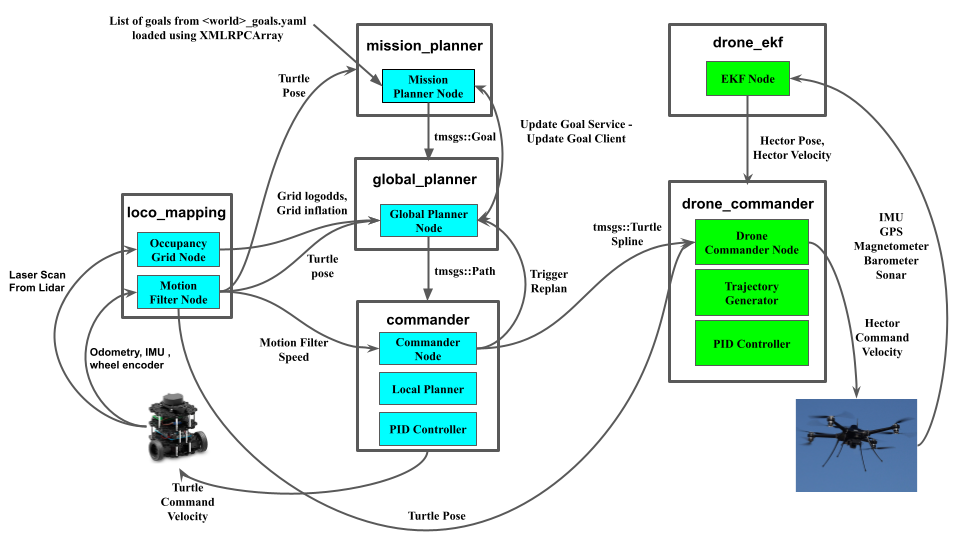 List of goals from <world>_goals.yaml
loaded using XMLRPCArray
mission_planner
Mission
Planner Node
Turtle
Pose
tmsgs::Goal
Update Goal Service -
Update Goal Client
global_planner
Global Planner
Node
Grid logodds,
Grid inflation
Turtle
pose
tmsgs::Path
Trigger
Replan
loco_mapping
Occupancy
Grid Node
Motion
Filter Node
Laser Scan
From Lidar
Odometry, IMU ,
wheel encoder
Motion Filter
Speed
commander
Commander
Node
Local Planner
PID Controller
Turtle
Command
Velocity
Turtle Pose
tmsgs::Turtle
Spline
drone_ekf
EKF Node
Hector Pose,
Hector Velocity
drone_commander
Drone
Commander Node
Trajectory
Generator
PID Controller
IMU
GPS
Magnetometer
Barometer
Sonar
Hector
Command
Velocity